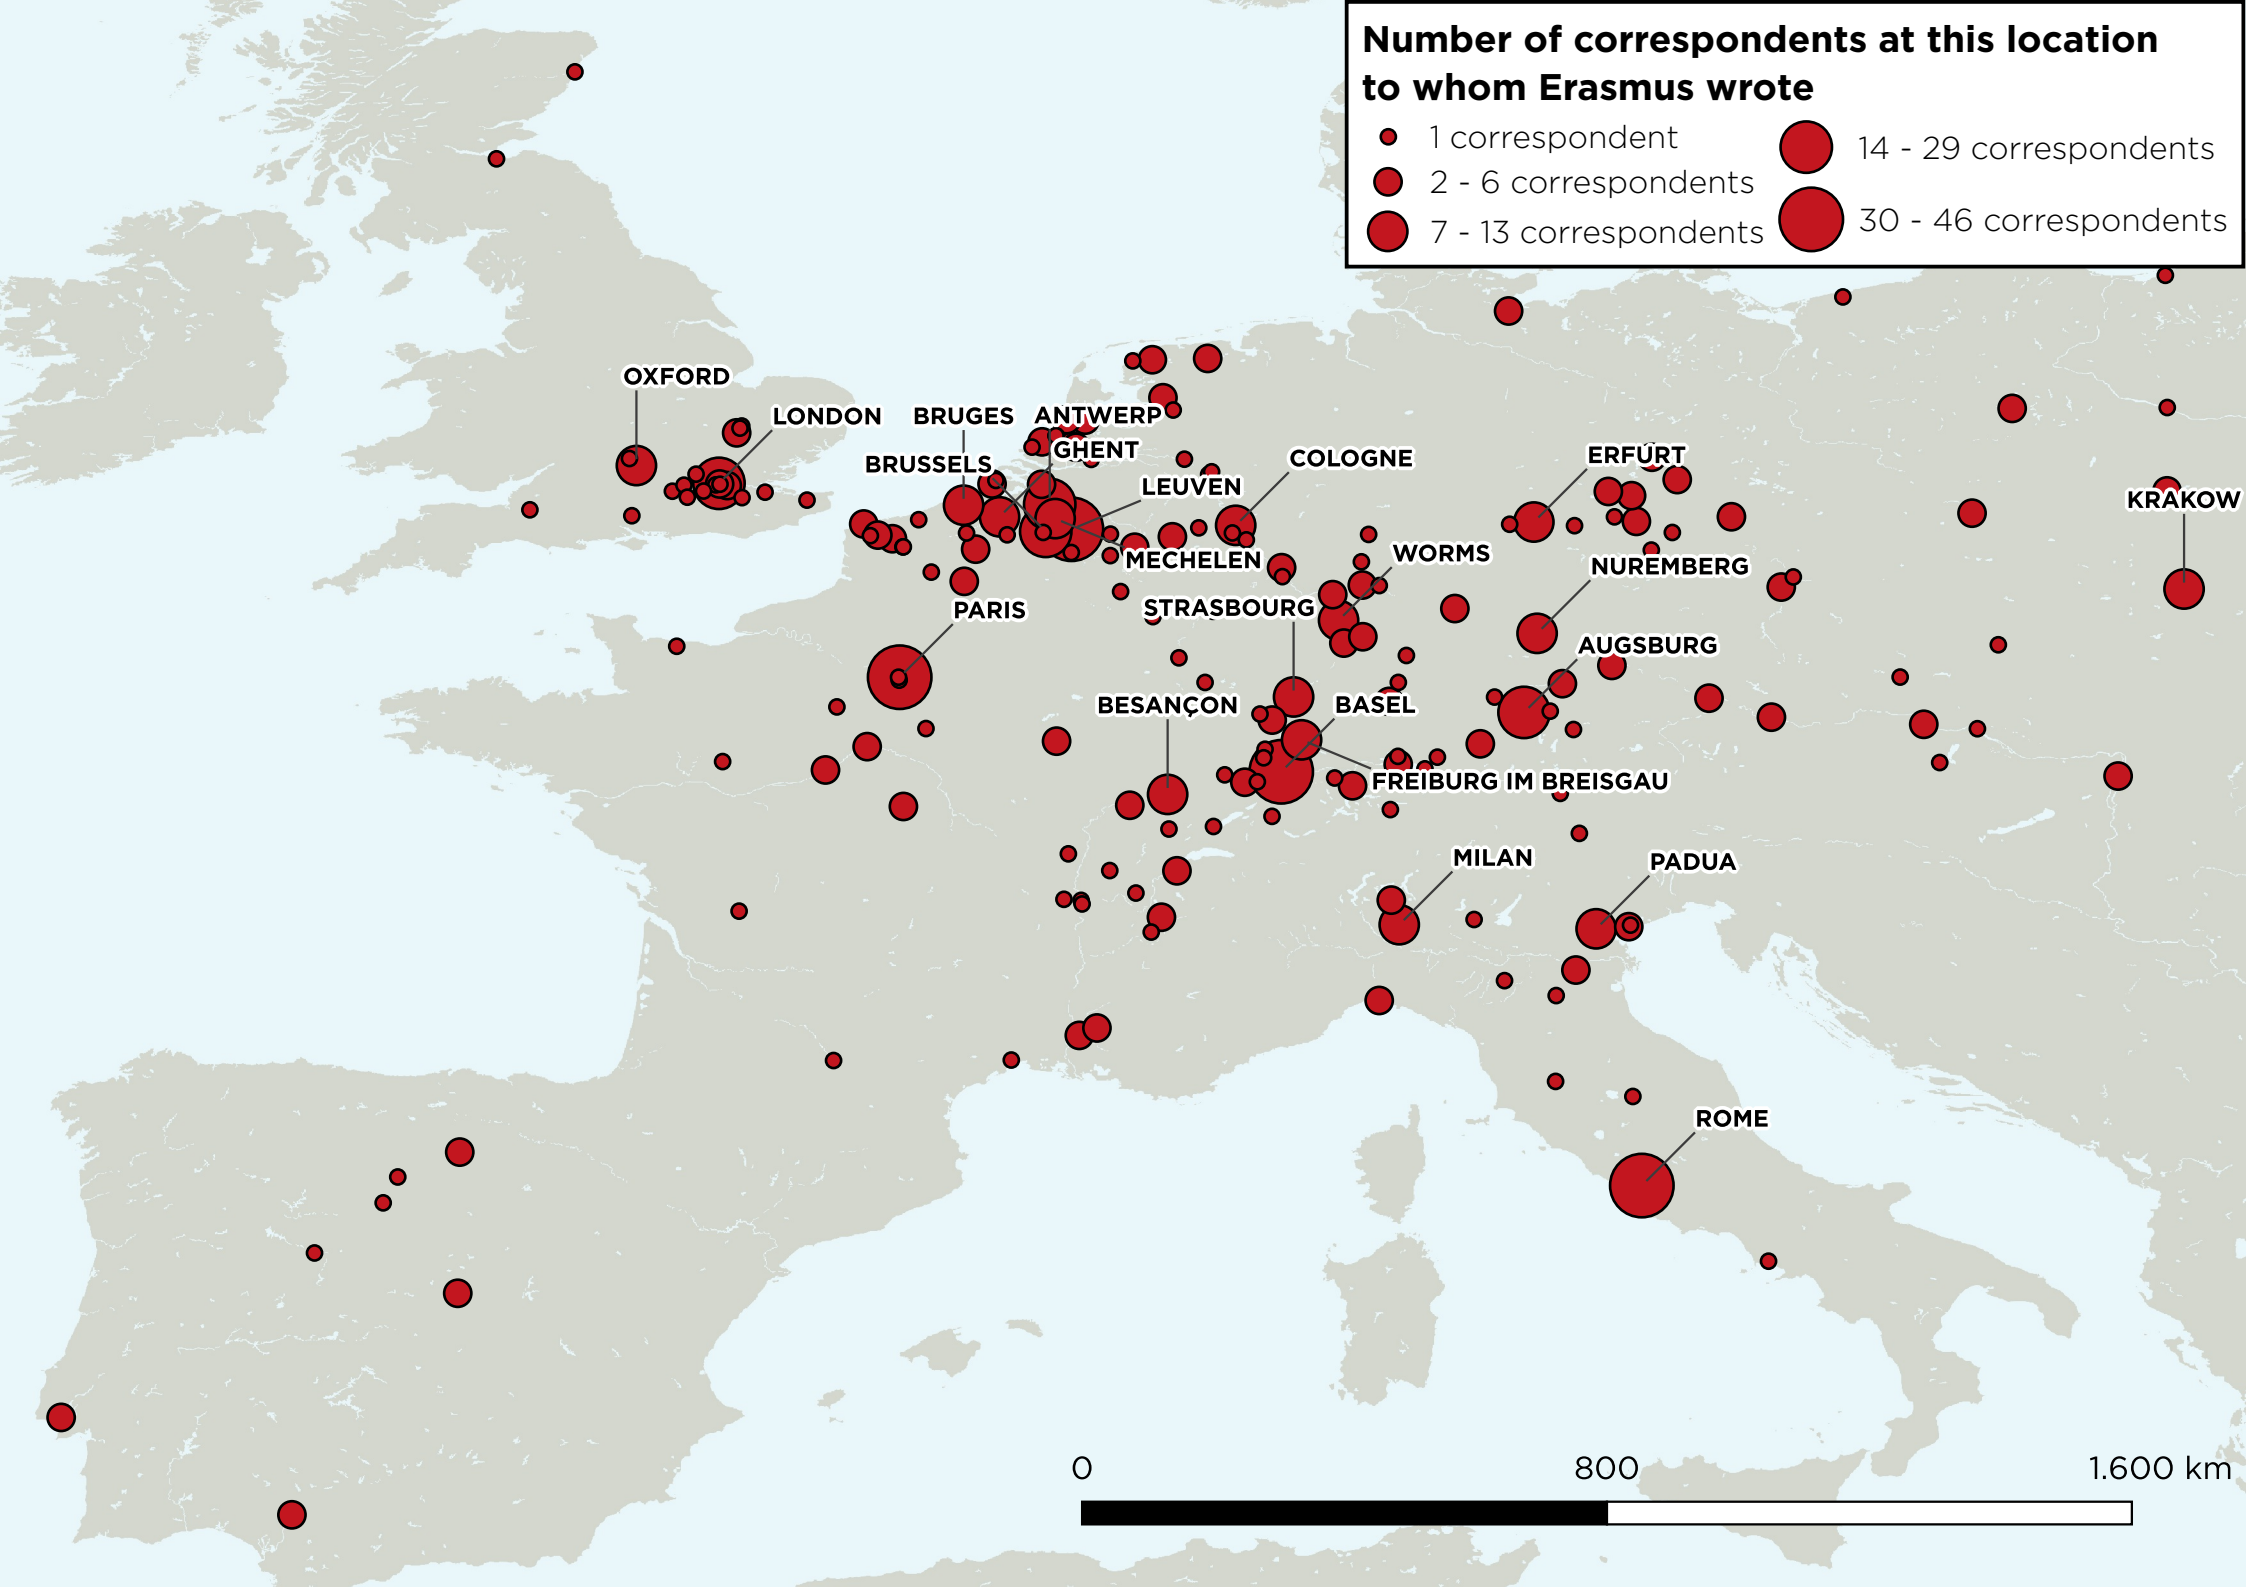 Number of correspondents at this location
to whom Erasmus wrote
1 correspondent
2 - 6 correspondents
7 - 13 correspondents
14 - 29 correspondents
30 - 46 correspondents
OXFORD
LONDON
BRUGES
ANTWERP
GHENT
BRUSSELS
COLOGNE
ERFURT
LEUVEN
KRAKOW
MECHELEN
WORMS
NUREMBERG
PARIS
STRASBOURG
AUGSBURG
BESANÇON
BASEL
FREIBURG IM BREISGAU
MILAN
PADUA
ROME
0
800
1.600 km